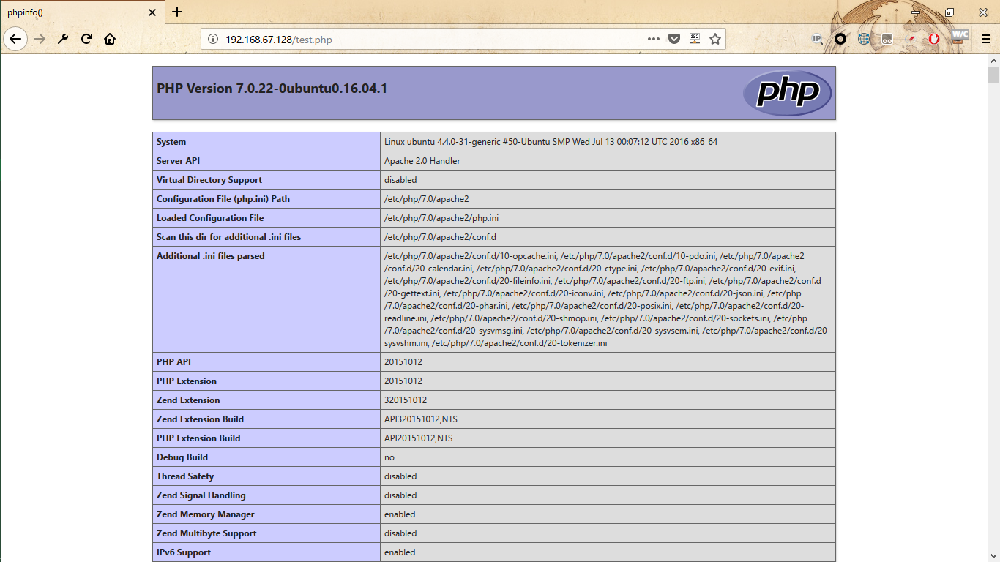 phpinfo()
192.168.67.128/test.php
192
IP
W/C
PHP Version 7.0.22-0ubuntu0.16.04.1
php
System Linux ubuntu 4.4.0-31-generic #50-Ubuntu SMP Wed Jul 13 00:07:12 UTC 2016 x86_64
Server API Apache 2.0 Handler
Virtual Directory Support disabled
Configuration File (php.ini) Path /etc/php/7.0/apache2
Loaded Configuration File /etc/php/7.0/apache2/php.ini
Scan this dir for additional .ini files /etc/php/7.0/apache2/conf.d
Additional .ini files parsed /etc/php/7.0/apache2/conf.d/10-opcache.ini, /etc/php/7.0/apache2/conf.d/10-pdo.ini, /etc/php/7.0/apache2
/conf.d/20-calendar.ini, /etc/php/7.0/apache2/conf.d/20-ctype.ini, /etc/php/7.0/apache2/conf.d/20-exif.ini,
/etc/php/7.0/apache2/conf.d/20-fileinfo.ini, /etc/php/7.0/apache2/conf.d/20-ftp.ini, /etc/php/7.0/apache2/conf.d
/20-gettext.ini, /etc/php/7.0/apache2/conf.d/20-iconv.ini, /etc/php/7.0/apache2/conf.d/20-json.ini, /etc/php
/7.0/apache2/conf.d/20-phar.ini, /etc/php/7.0/apache2/conf.d/20-posix.ini, /etc/php/7.0/apache2/conf.d/20-
readline.ini, /etc/php/7.0/apache2/conf.d/20-shmop.ini, /etc/php/7.0/apache2/conf.d/20-sockets.ini, /etc/php
/7.0/apache2/conf.d/20-sysvmsg.ini, /etc/php/7.0/apache2/conf.d/20-sysvsem.ini, /etc/php/7.0/apache2/conf.d/20-
sysvshm.ini, /etc/php/7.0/apache2/conf.d/20-tokenizer.ini
PHP API 20151012
PHP Extension 20151012
Zend Extension 320151012
Zend Extension Build API320151012,NTS
PHP Extension Build API20151012,NTS
Debug Build no
Thread Safety disabled
Zend Signal Handling disabled
Zend Memory Manager enabled
Zend Multibyte Support disabled
IPv6 Support enabled